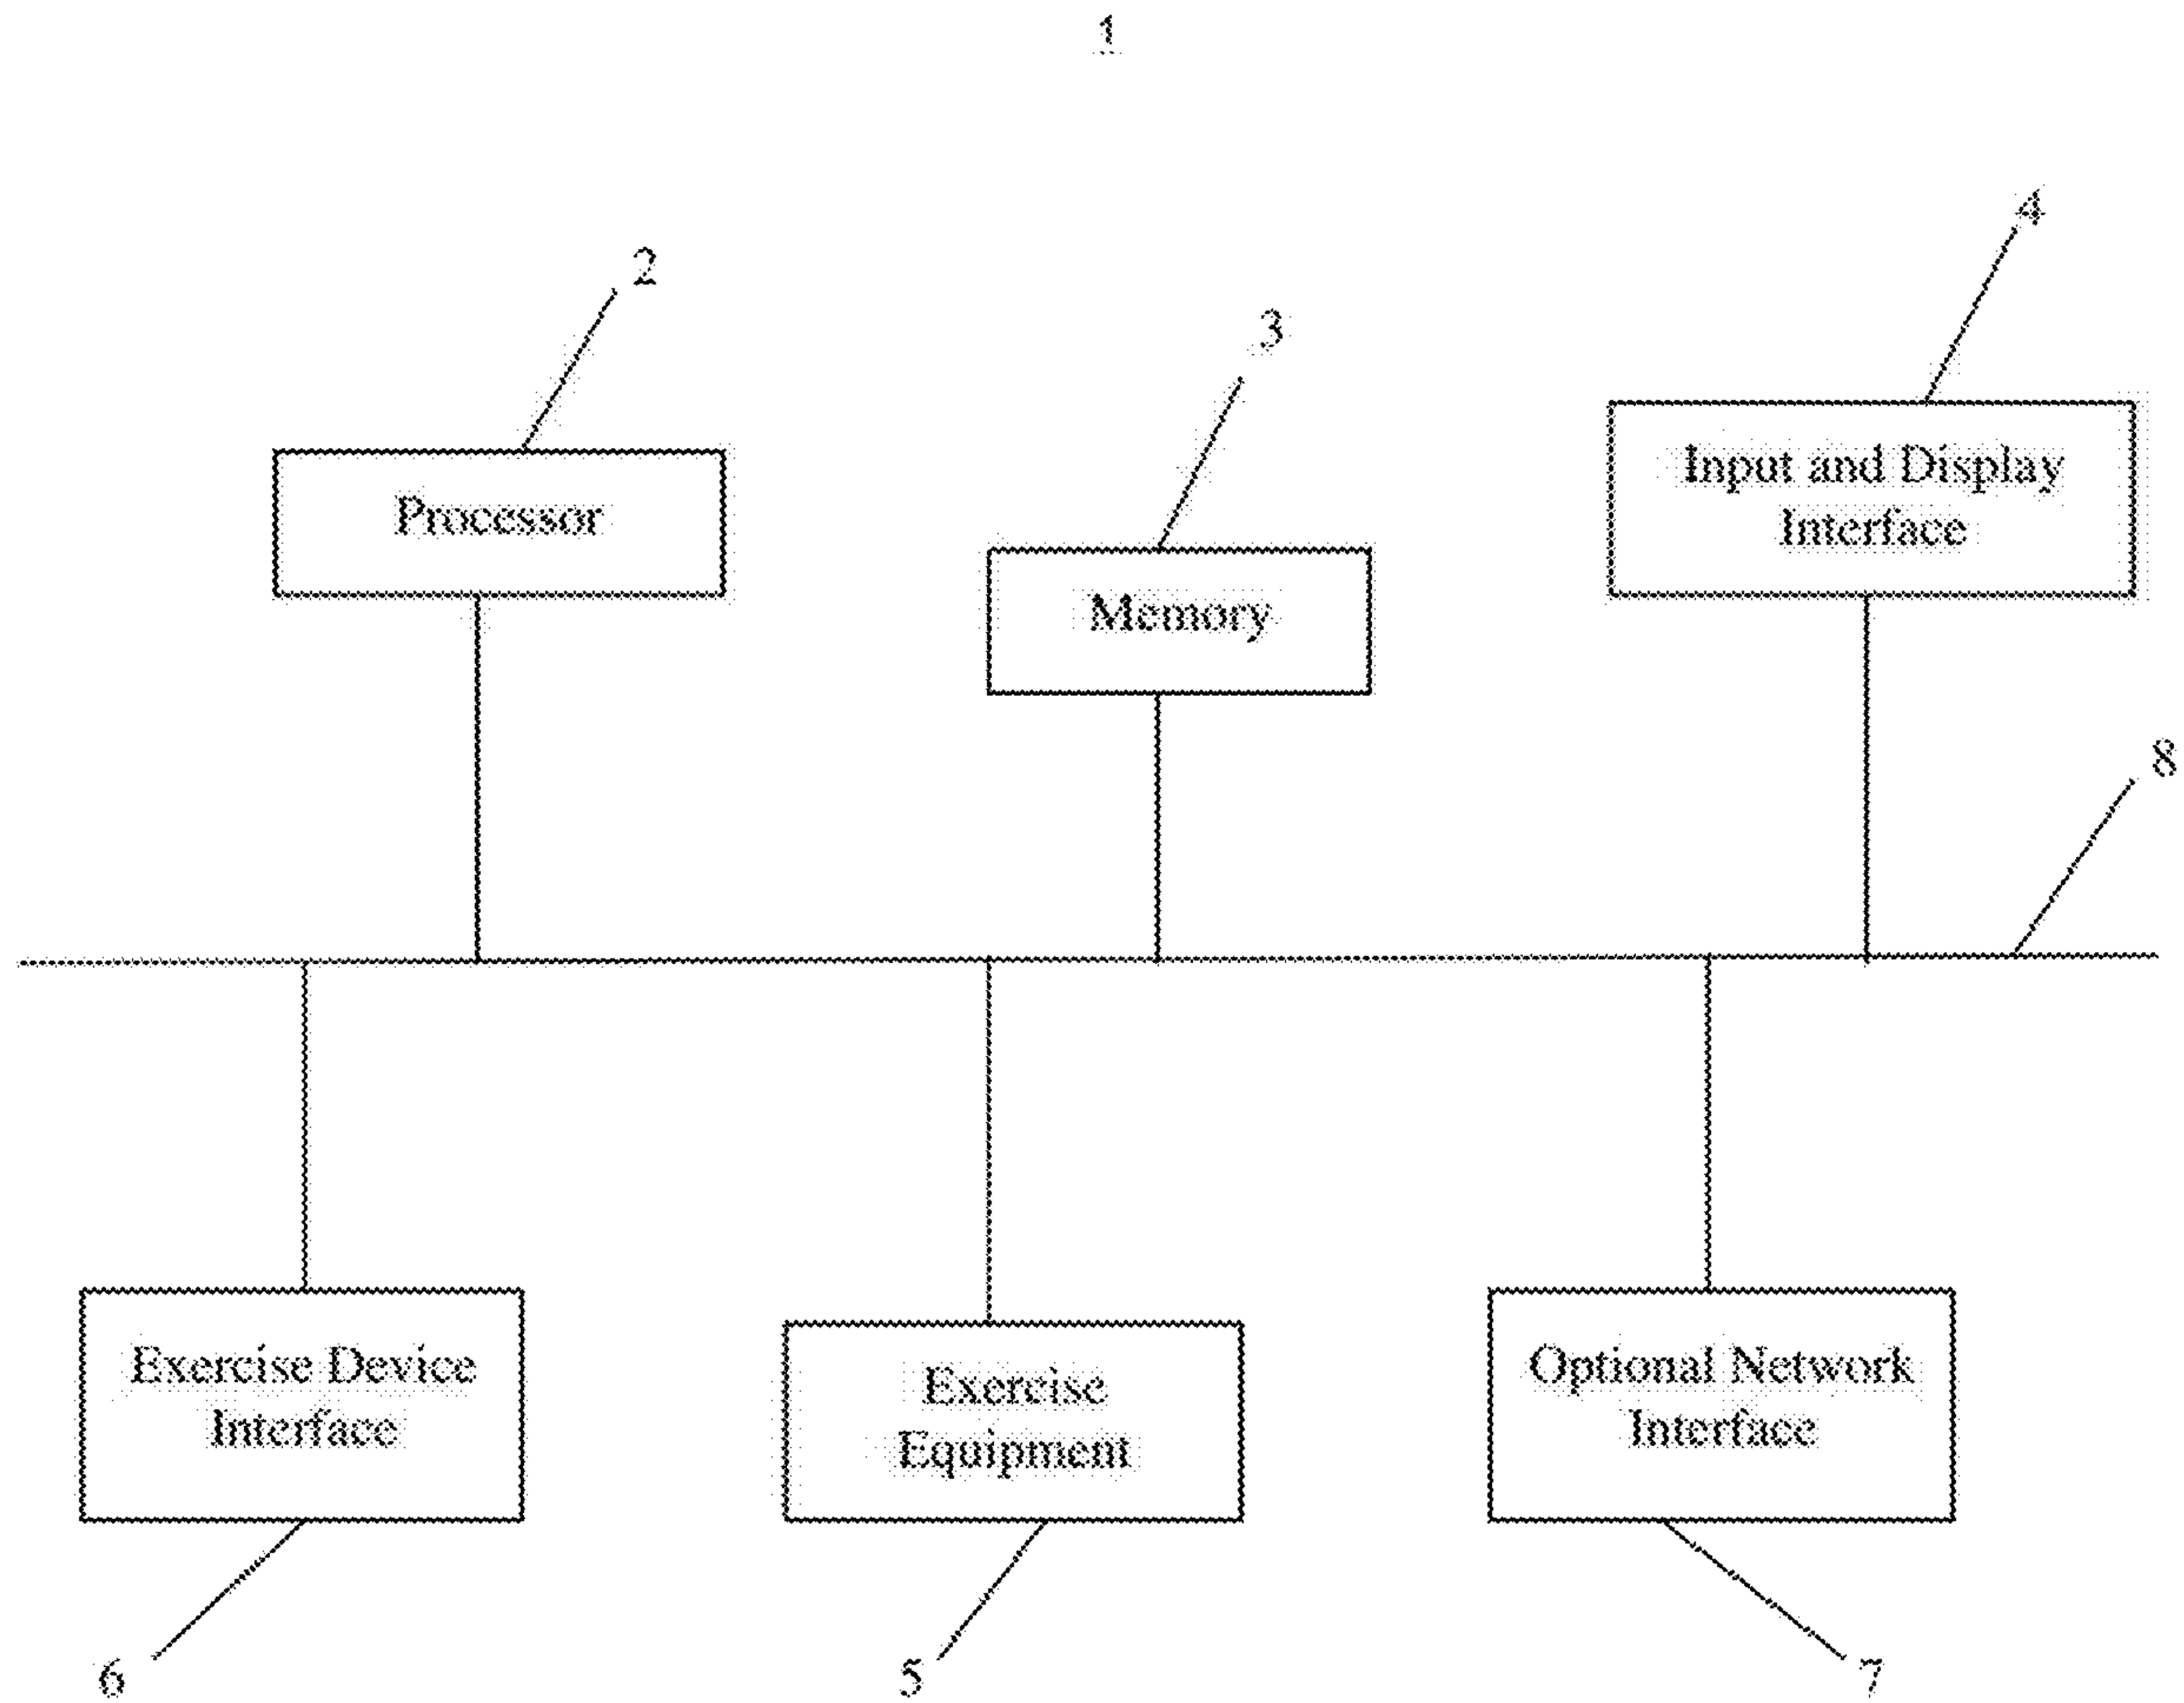 1
2
3
4
Processor
Memory
Input and Display
Interface
8
Exercise Device
Interface
Exercise
Equipment
Optional Network
Interface
6
5
7